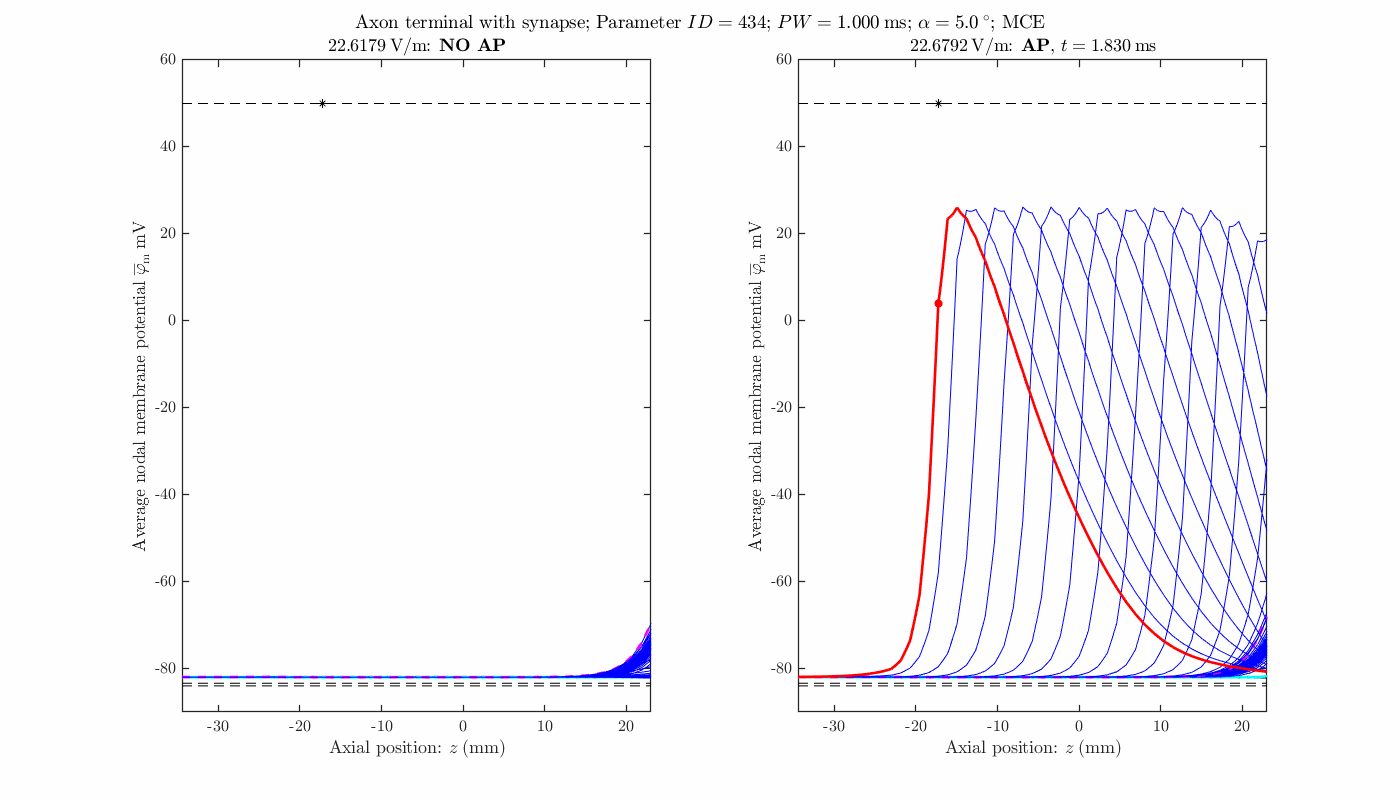 Axon terminal with synapse; Parameter ID = 434; PW = 1.000 ms; α = 5.0 °; MCE
22.6179 V/m: NO AP
22.6792 V/m: AP, t = 1.830 ms
60
40
20
0
-20
-40
-60
-80
-30 -20 -10 0 10 20
Axial position: z (mm)
Average nodal membrane potential φ̅m mV
60
40
20
0
-20
-40
-60
-80
-30 -20 -10 0 10 20
Axial position: z (mm)
Average nodal membrane potential φ̅m mV